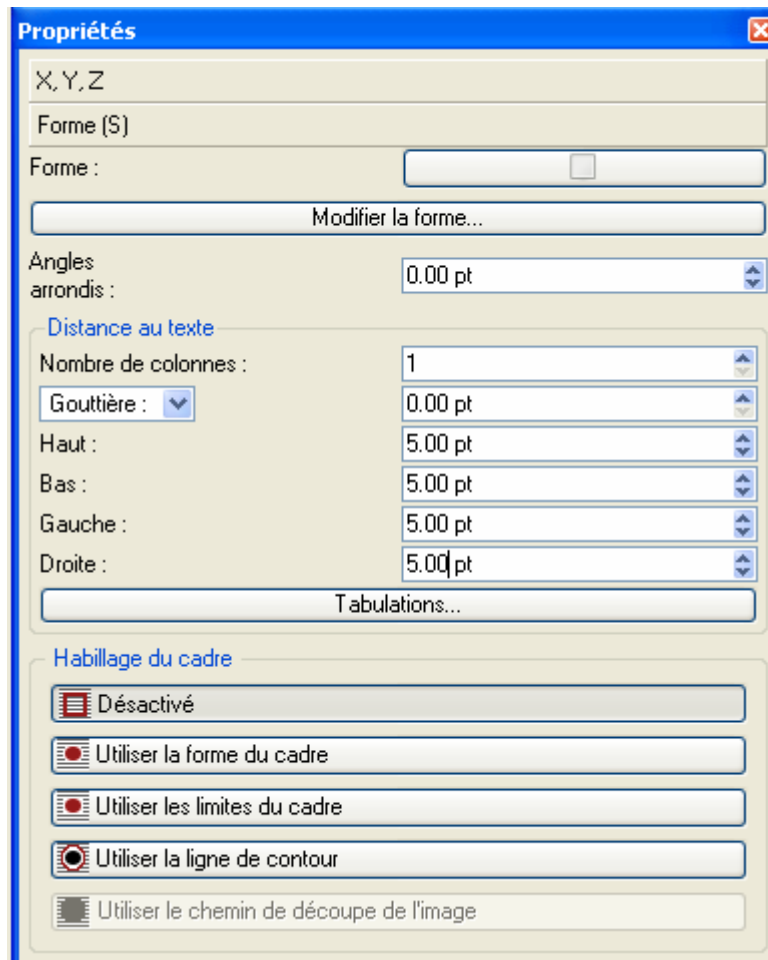 Propriétés
X, Y, Z
Forme (S)
Forme :
Modifier la forme...
Angles
arrondis :
0.00 pt
Distance au texte
Nombre de colonnes : 1
Gouttière : 0.00 pt
Haut : 5.00 pt
Bas : 5.00 pt
Gauche : 5.00 pt
Droite : 5.00 pt
Tabulations...
Habillage du cadre
Désactivé
Utiliser la forme du cadre
Utiliser les limites du cadre
Utiliser la ligne de contour
Utiliser le chemin de découpe de l'image